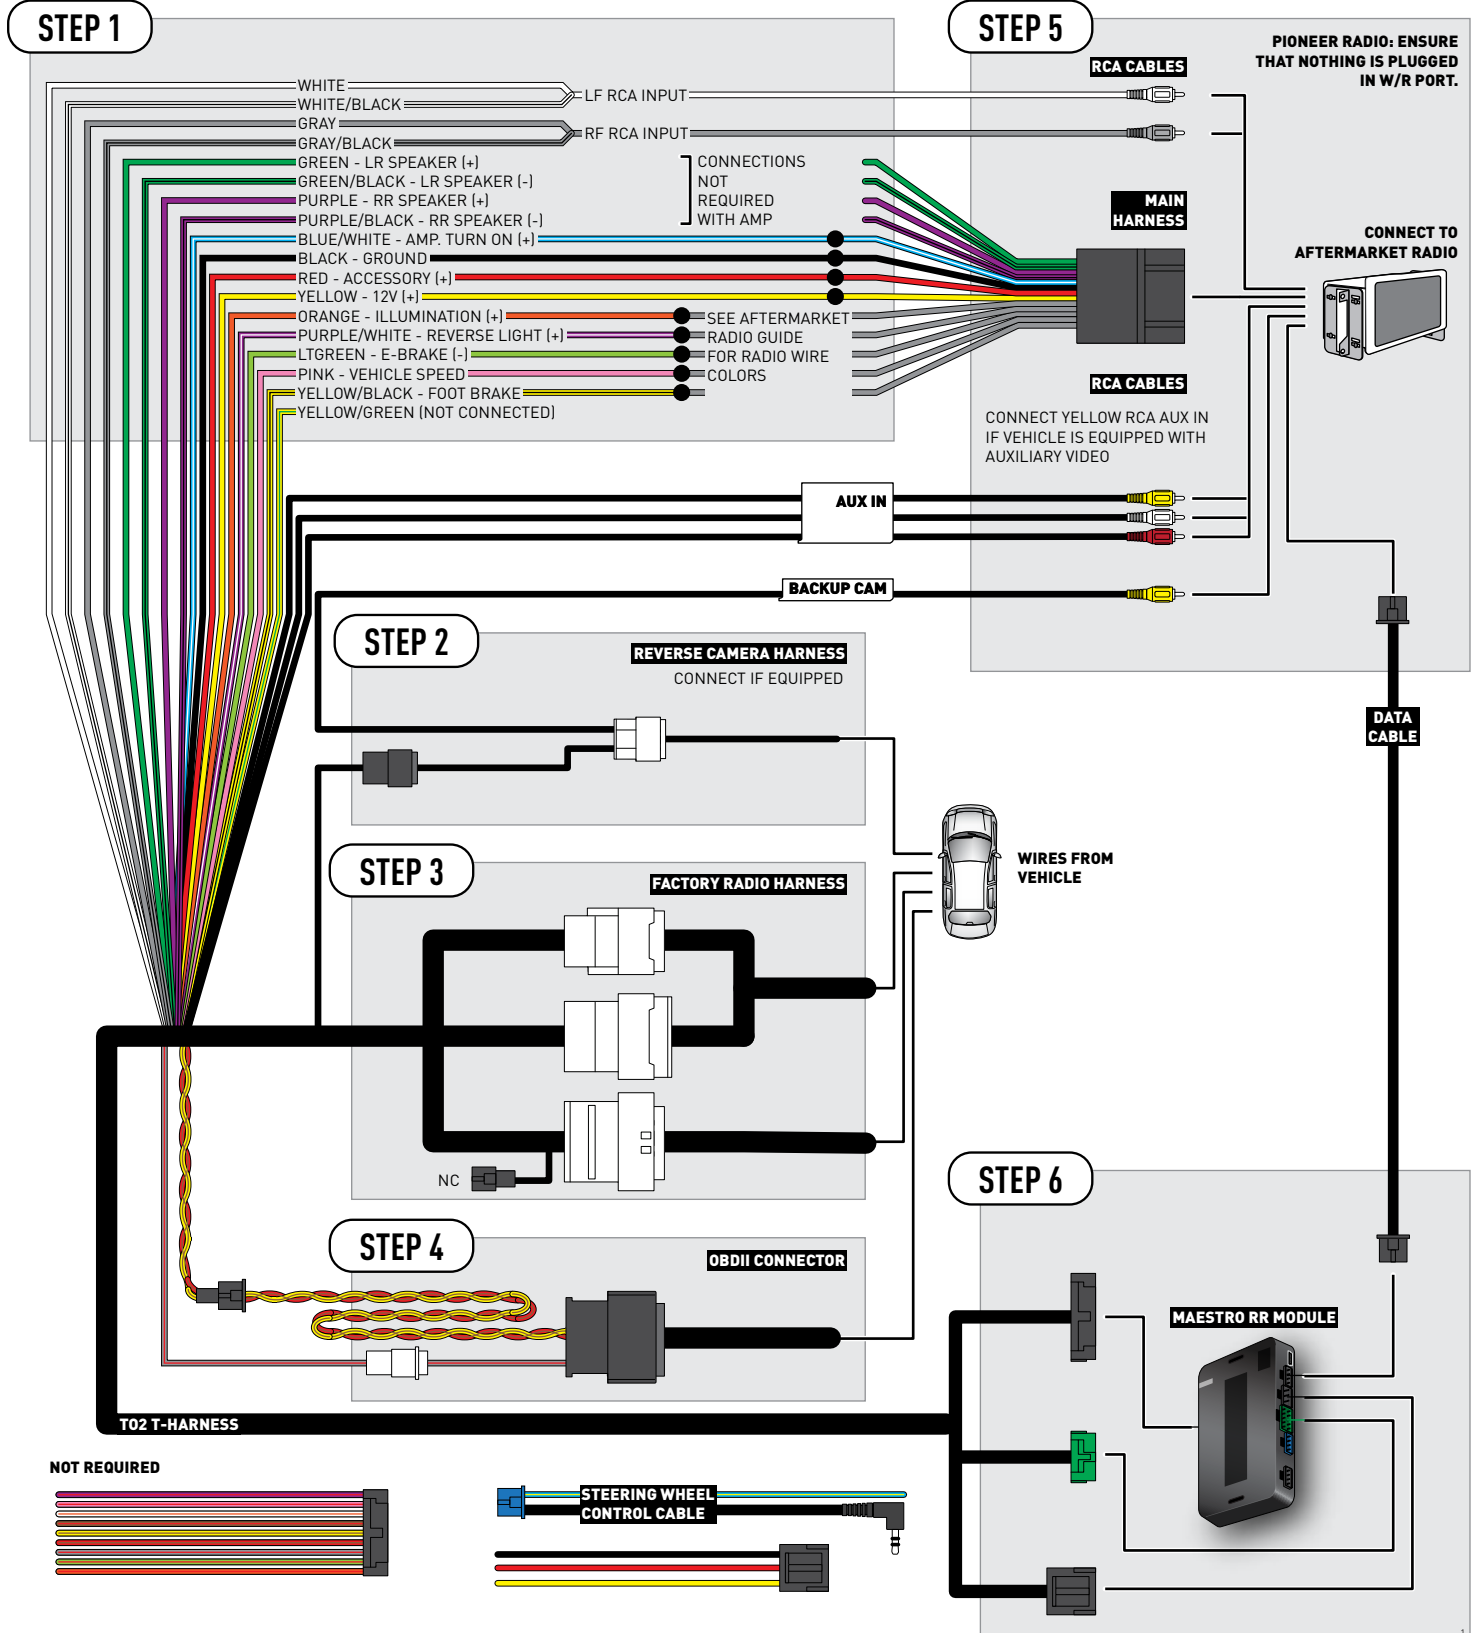 STEP 1
WHITE
WHITE/BLACK
LF RCA INPUT
GRAY
GRAY/BLACK
RF RCA INPUT
GREEN - LR SPEAKER (+)
GREEN/BLACK - LR SPEAKER (-)
PURPLE - RR SPEAKER (+)
PURPLE/BLACK - RR SPEAKER (-)
CONNECTIONS
NOT
REQUIRED
WITH AMP
BLUE/WHITE - AMP. TURN ON (+)
BLACK - GROUND
RED - ACCESSORY (+)
YELLOW - 12V (+)
ORANGE - ILLUMINATION (+)
PURPLE/WHITE - REVERSE LIGHT (+)
LTGREEN - E-BRAKE (-)
PINK - VEHICLE SPEED
YELLOW/BLACK - FOOT BRAKE
YELLOW/GREEN (NOT CONNECTED)
SEE AFTERMARKET
RADIO GUIDE
FOR RADIO WIRE
COLORS
STEP 5
PIONEER RADIO: ENSURE
THAT NOTHING IS PLUGGED
IN W/R PORT.
RCA CABLES
MAIN
HARNESS
CONNECT TO
AFTERMARKET RADIO
RCA CABLES
CONNECT YELLOW RCA AUX IN
IF VEHICLE IS EQUIPPED WITH
AUXILIARY VIDEO
AUX IN
BACKUP CAM
STEP 2
REVERSE CAMERA HARNESS
CONNECT IF EQUIPPED
DATA
CABLE
WIRES FROM
VEHICLE
STEP 3
FACTORY RADIO HARNESS
NC
STEP 4
OBDII CONNECTOR
STEP 6
MAESTRO RR MODULE
T02 T-HARNESS
NOT REQUIRED
STEERING WHEEL
CONTROL CABLE
1